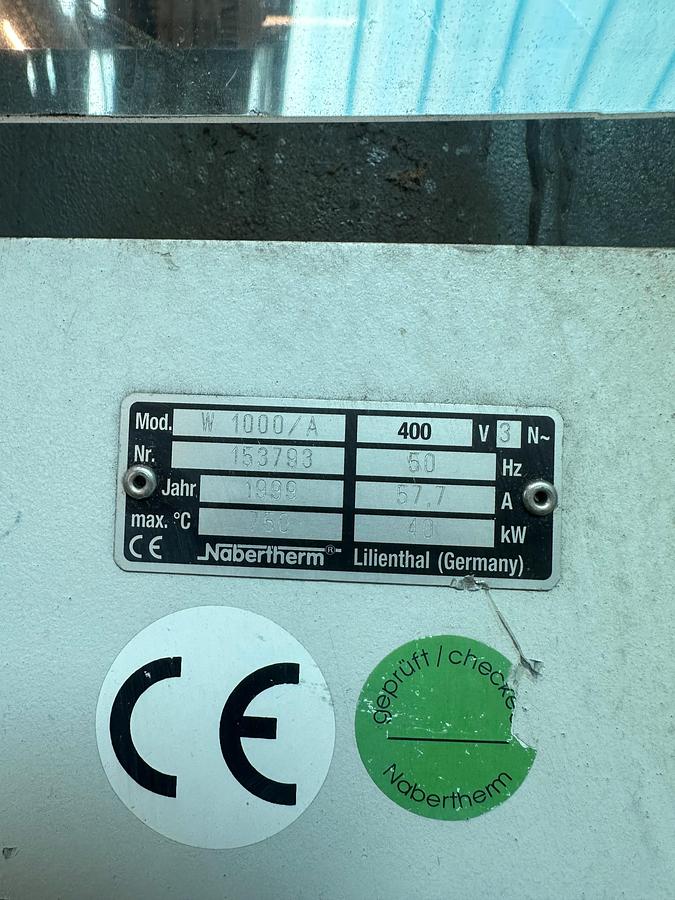 Mod. W 1000/A 400 V 3 N~
Nr. 153793 50 Hz
Jahr 1999 57,7 A
max. °C 750 40 kW
CE Nabertherm® Lilienthal (Germany)
CE
geprüft / checke
Nabertherm